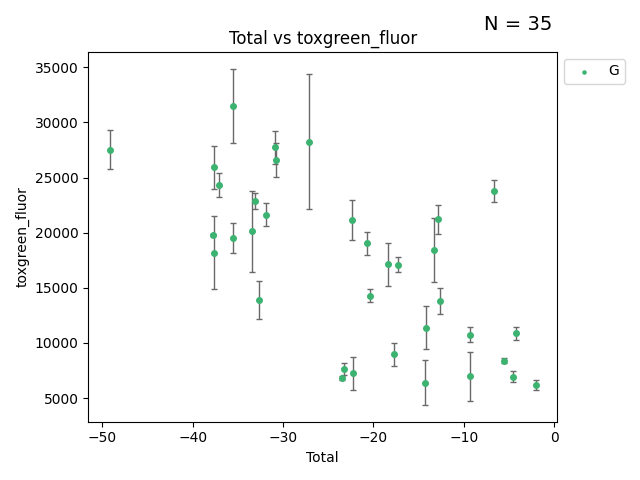 N = 35
Total vs toxgreen_fluor
G
toxgreen_fluor
35000
30000
25000
20000
15000
10000
5000
−50 −40 −30 −20 −10 0
Total